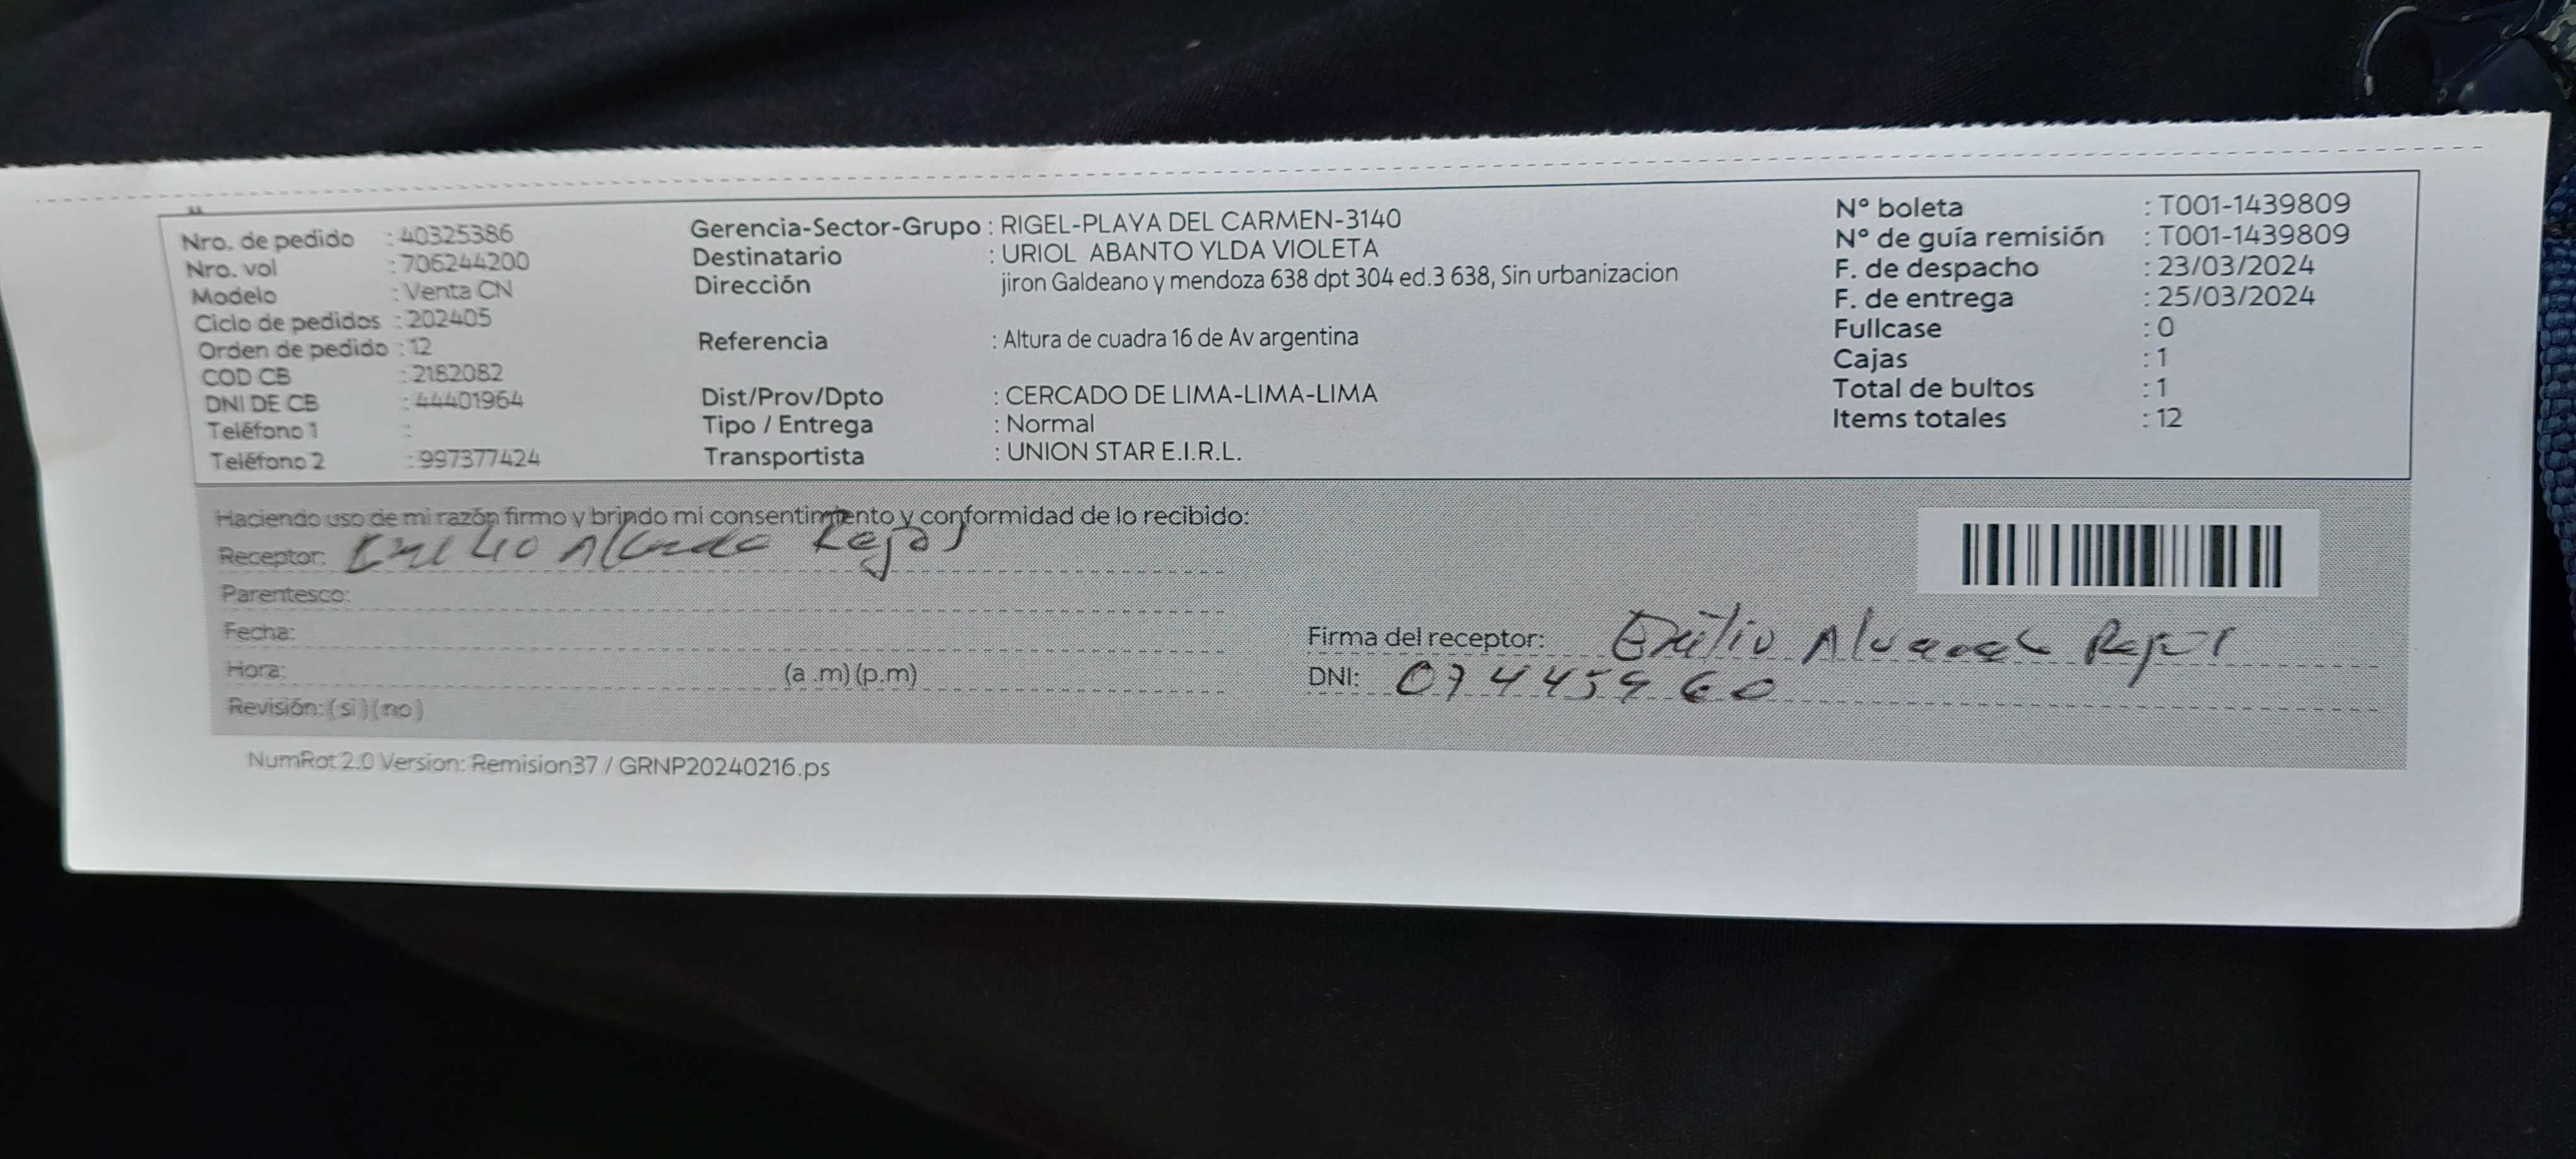 Nro. de pedido : 40325386
Nro. vol : 706244200
Modelo : Venta CN
Ciclo de pedidos : 202405
Orden de pedido : 12
COD CB : 2182082
DNI DE CB : 44401964
Teléfono 1 :
Teléfono 2 : 997377424
Gerencia-Sector-Grupo : RIGEL-PLAYA DEL CARMEN-3140
Destinatario : URIOL ABANTO YLDA VIOLETA
Dirección jiron Galdeano y mendoza 638 dpt 304 ed.3 638, Sin urbanizacion
Referencia : Altura de cuadra 16 de Av argentina
Dist/Prov/Dpto : CERCADO DE LIMA-LIMA-LIMA
Tipo / Entrega : Normal
Transportista : UNION STAR E.I.R.L.
N° boleta : T001-1439809
N° de guía remisión : T001-1439809
F. de despacho : 23/03/2024
F. de entrega : 25/03/2024
Fullcase : 0
Cajas : 1
Total de bultos : 1
Items totales : 12
Haciendo uso de mi razón firmo y brindo mi consentimiento y conformidad de lo recibido:
Receptor: Emilio
Parentesco:
Fecha:
Hora: (a .m) (p.m)
Revisión: (si) (no)
Firma del receptor: Emilio
DNI:
NumRot 2.0 Version: Remision37 / GRNP20240216.ps